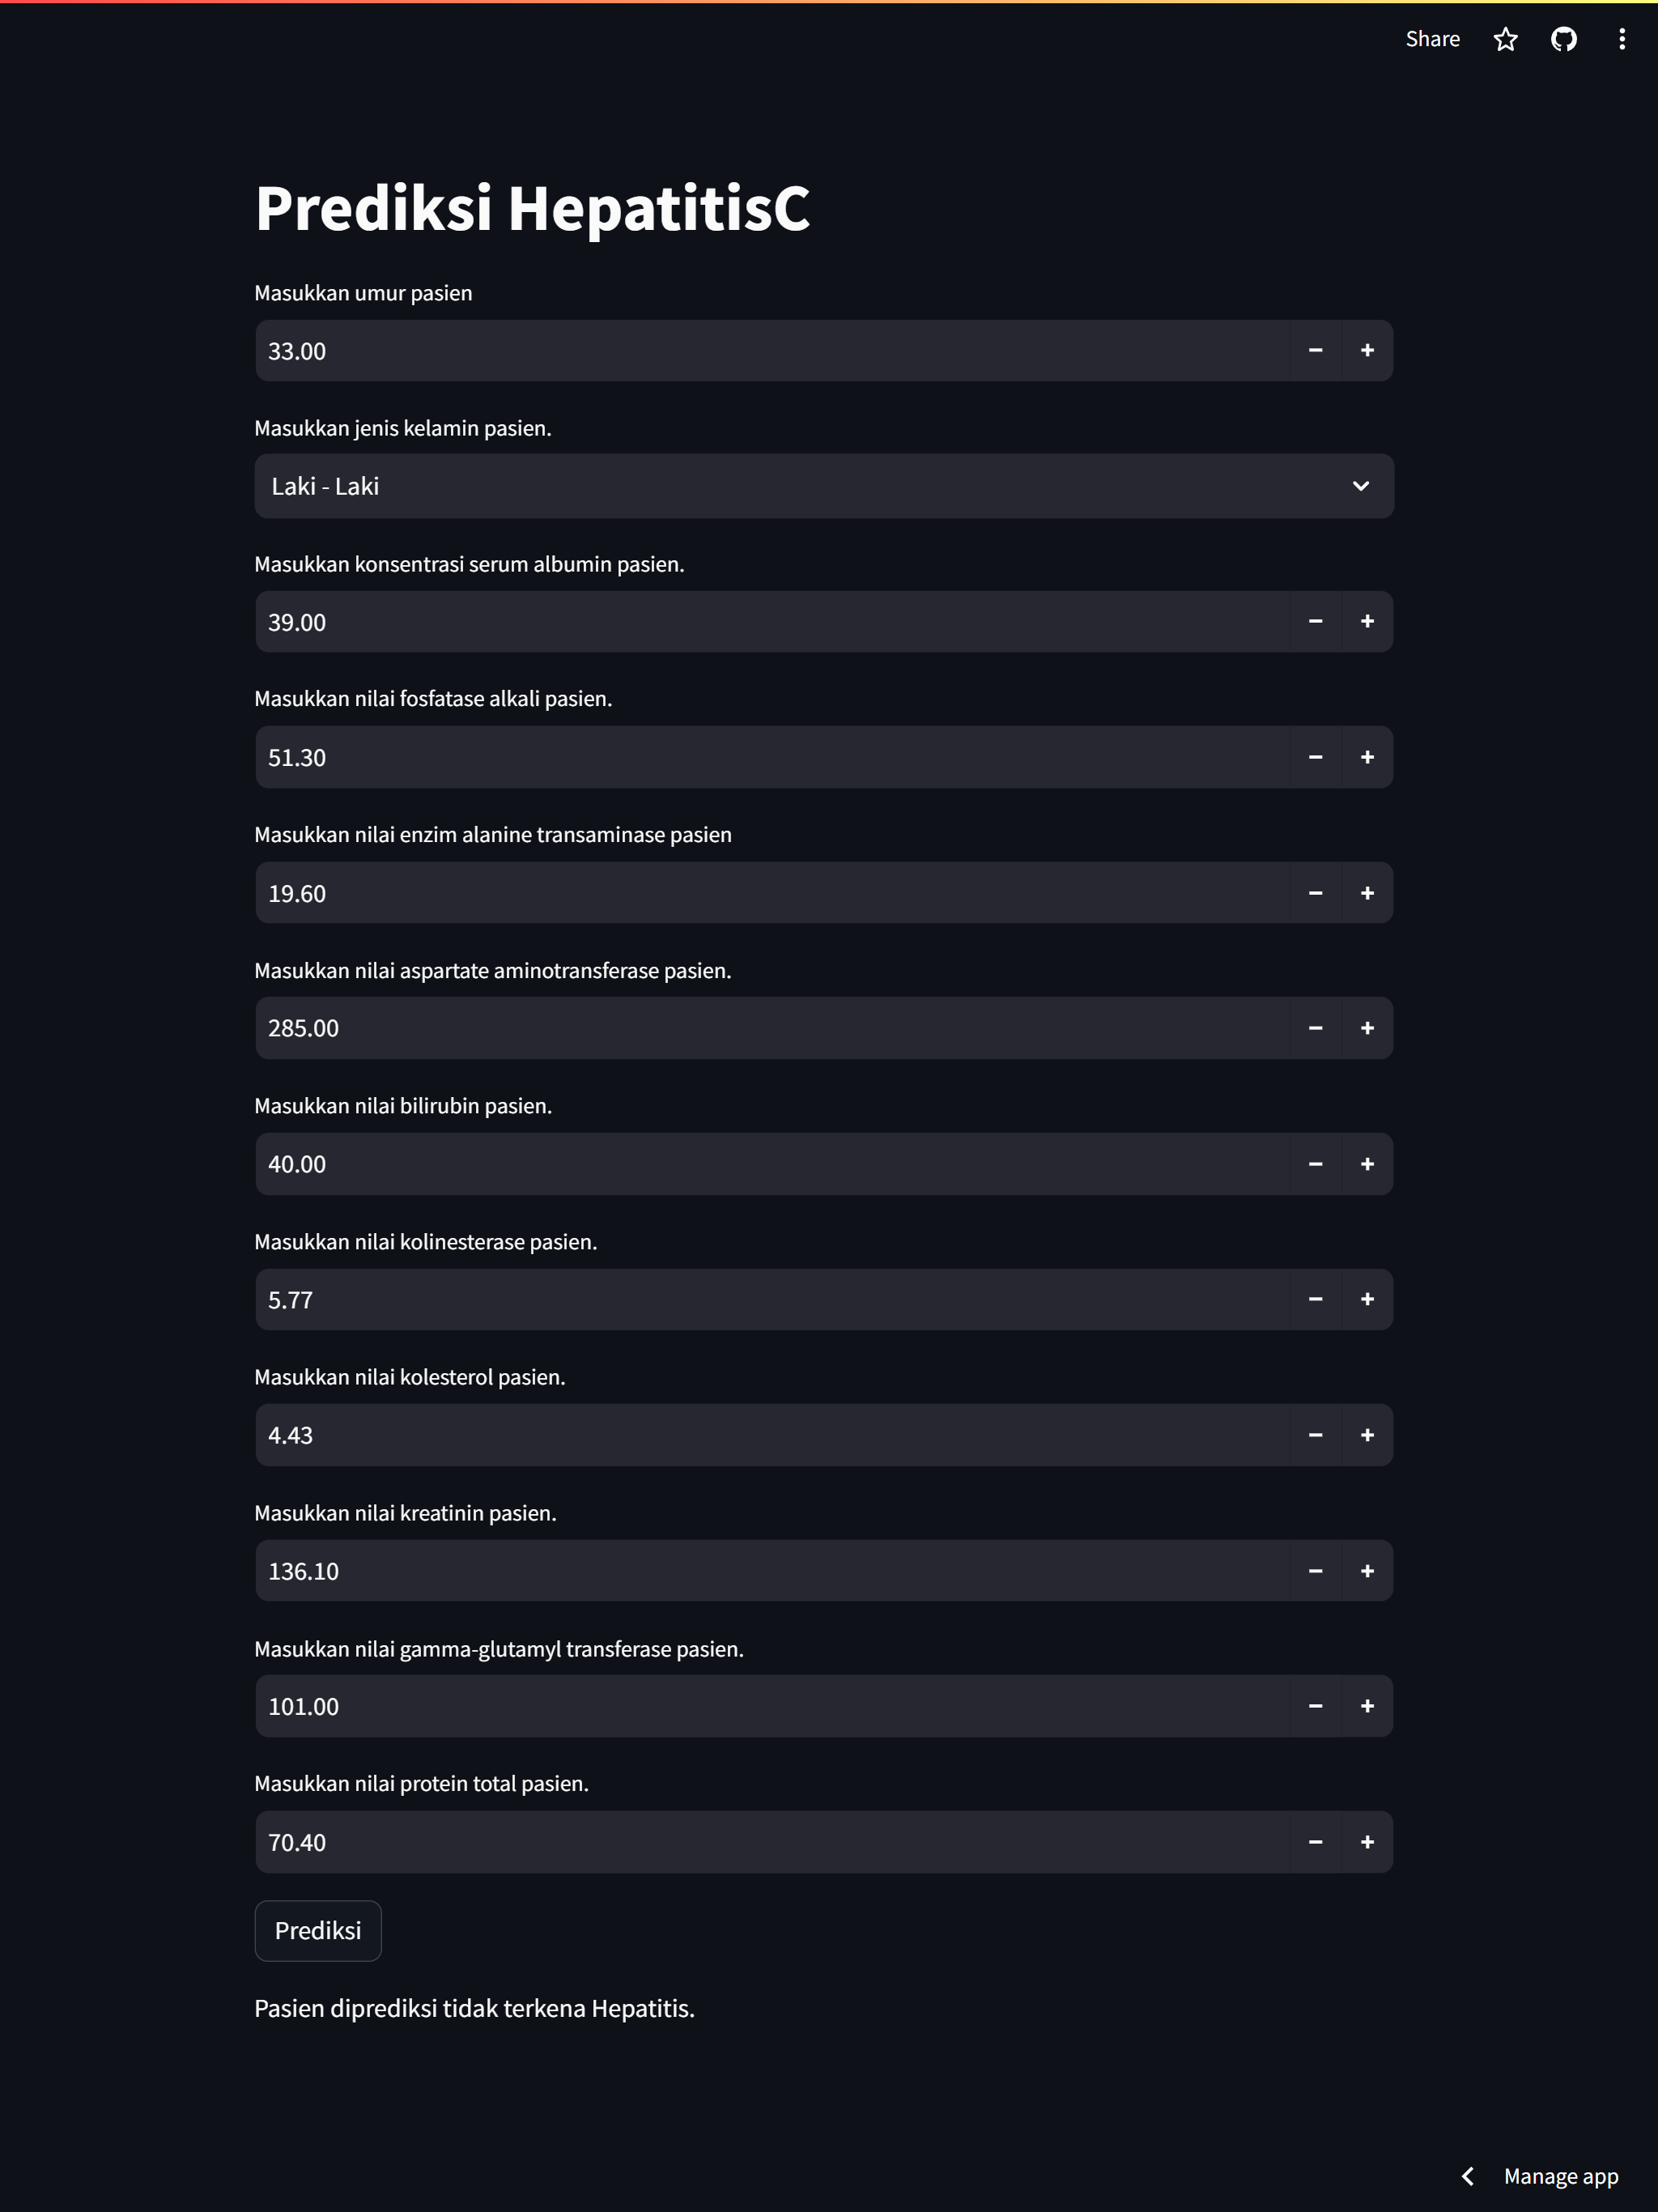 Share
Prediksi HepatitisC
Masukkan umur pasien
33.00
Masukkan jenis kelamin pasien.
Laki - Laki
Masukkan konsentrasi serum albumin pasien.
39.00
Masukkan nilai fosfatase alkali pasien.
51.30
Masukkan nilai enzim alanine transaminase pasien
19.60
Masukkan nilai aspartate aminotransferase pasien.
285.00
Masukkan nilai bilirubin pasien.
40.00
Masukkan nilai kolinesterase pasien.
5.77
Masukkan nilai kolesterol pasien.
4.43
Masukkan nilai kreatinin pasien.
136.10
Masukkan nilai gamma-glutamyl transferase pasien.
101.00
Masukkan nilai protein total pasien.
70.40
Prediksi
Pasien diprediksi tidak terkena Hepatitis.
Manage app